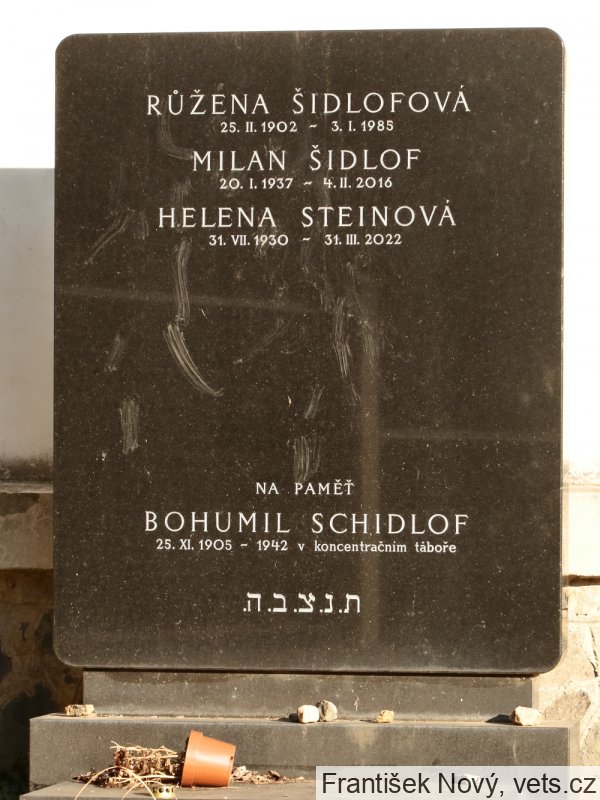 RŮŽENA ŠIDLOFOVÁ
25. II. 1902 ~ 3. I. 1985
MILAN ŠIDLOF
20. I. 1937 ~ 4. II. 2016
HELENA STEINOVÁ
31. VII. 1930 ~ 31. III. 2022
NA PAMĚŤ
BOHUMIL SCHIDLOF
25. XI. 1905 ~ 1942 v koncentračním táboře
ת.נ.צ.ב.ה.
František Nový, vets.cz